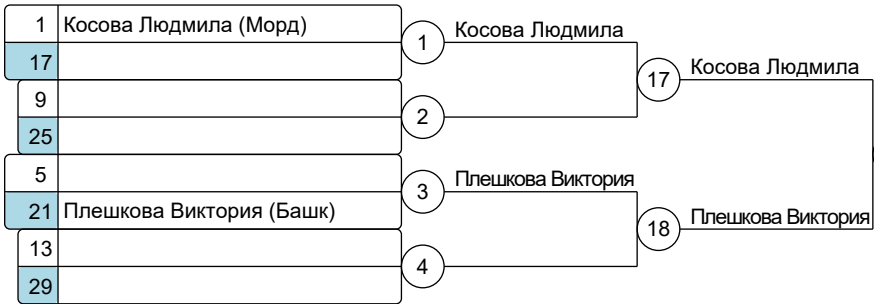 1 Косова Людмила (Морд)
17
1 Косова Людмила
9
25
2
17 Косова Людмила
5
21 Плешкова Виктория (Башк)
3 Плешкова Виктория
13
29
4
18 Плешкова Виктория